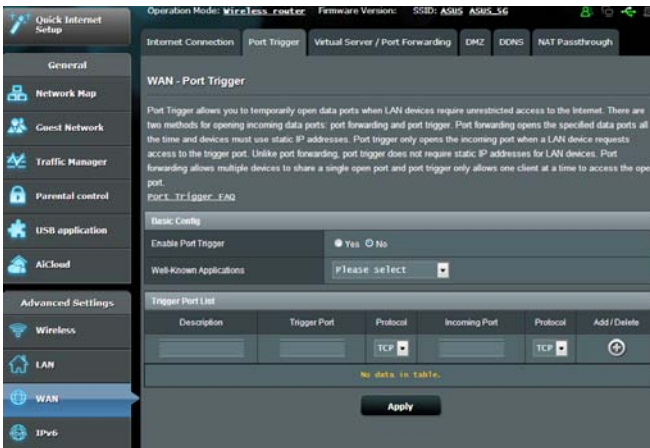 Quick Internet
Setup
Operation Mode: Wireless router Firmware Version: SSID: ASUS ASUS_5G
Internet Connection Port Trigger Virtual Server / Port Forwarding DMZ DDNS NAT Passthrough
General
Network Map
Guest Network
Traffic Manager
Parental control
USB application
AiCloud
Advanced Settings
Wireless
LAN
WAN
IPv6
WAN - Port Trigger
Port Trigger allows you to temporarily open data ports when LAN devices require unrestricted access to the Internet. There are
two methods for opening incoming data ports: port forwarding and port trigger. Port forwarding opens the specified data ports all
the time and devices must use static IP addresses. Port trigger only opens the incoming port when a LAN device requests
access to the trigger port. Unlike port forwarding, port trigger does not require static IP addresses for LAN devices. Port
forwarding allows multiple devices to share a single open port and port trigger only allows one client at a time to access the ope
port.
Port Trigger FAQ
Basic Config
Enable Port Trigger Yes No
Well-Known Applications Please select
Trigger Port List
Description Trigger Port Protocol Incoming Port Protocol Add / Delete
TCP TCP
No data in table.
Apply